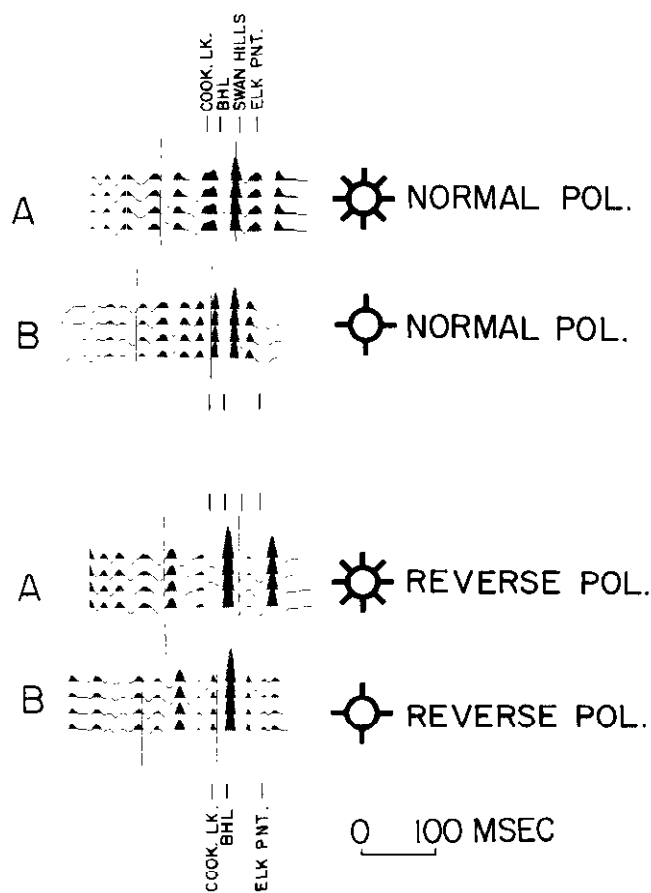 COOK. LK.
BHL
SWAN HILLS
ELK PNT.
A
NORMAL POL.
B
NORMAL POL.
A
REVERSE POL.
B
REVERSE POL.
COOK. LK.
BHL
ELK PNT.
0 100 MSEC